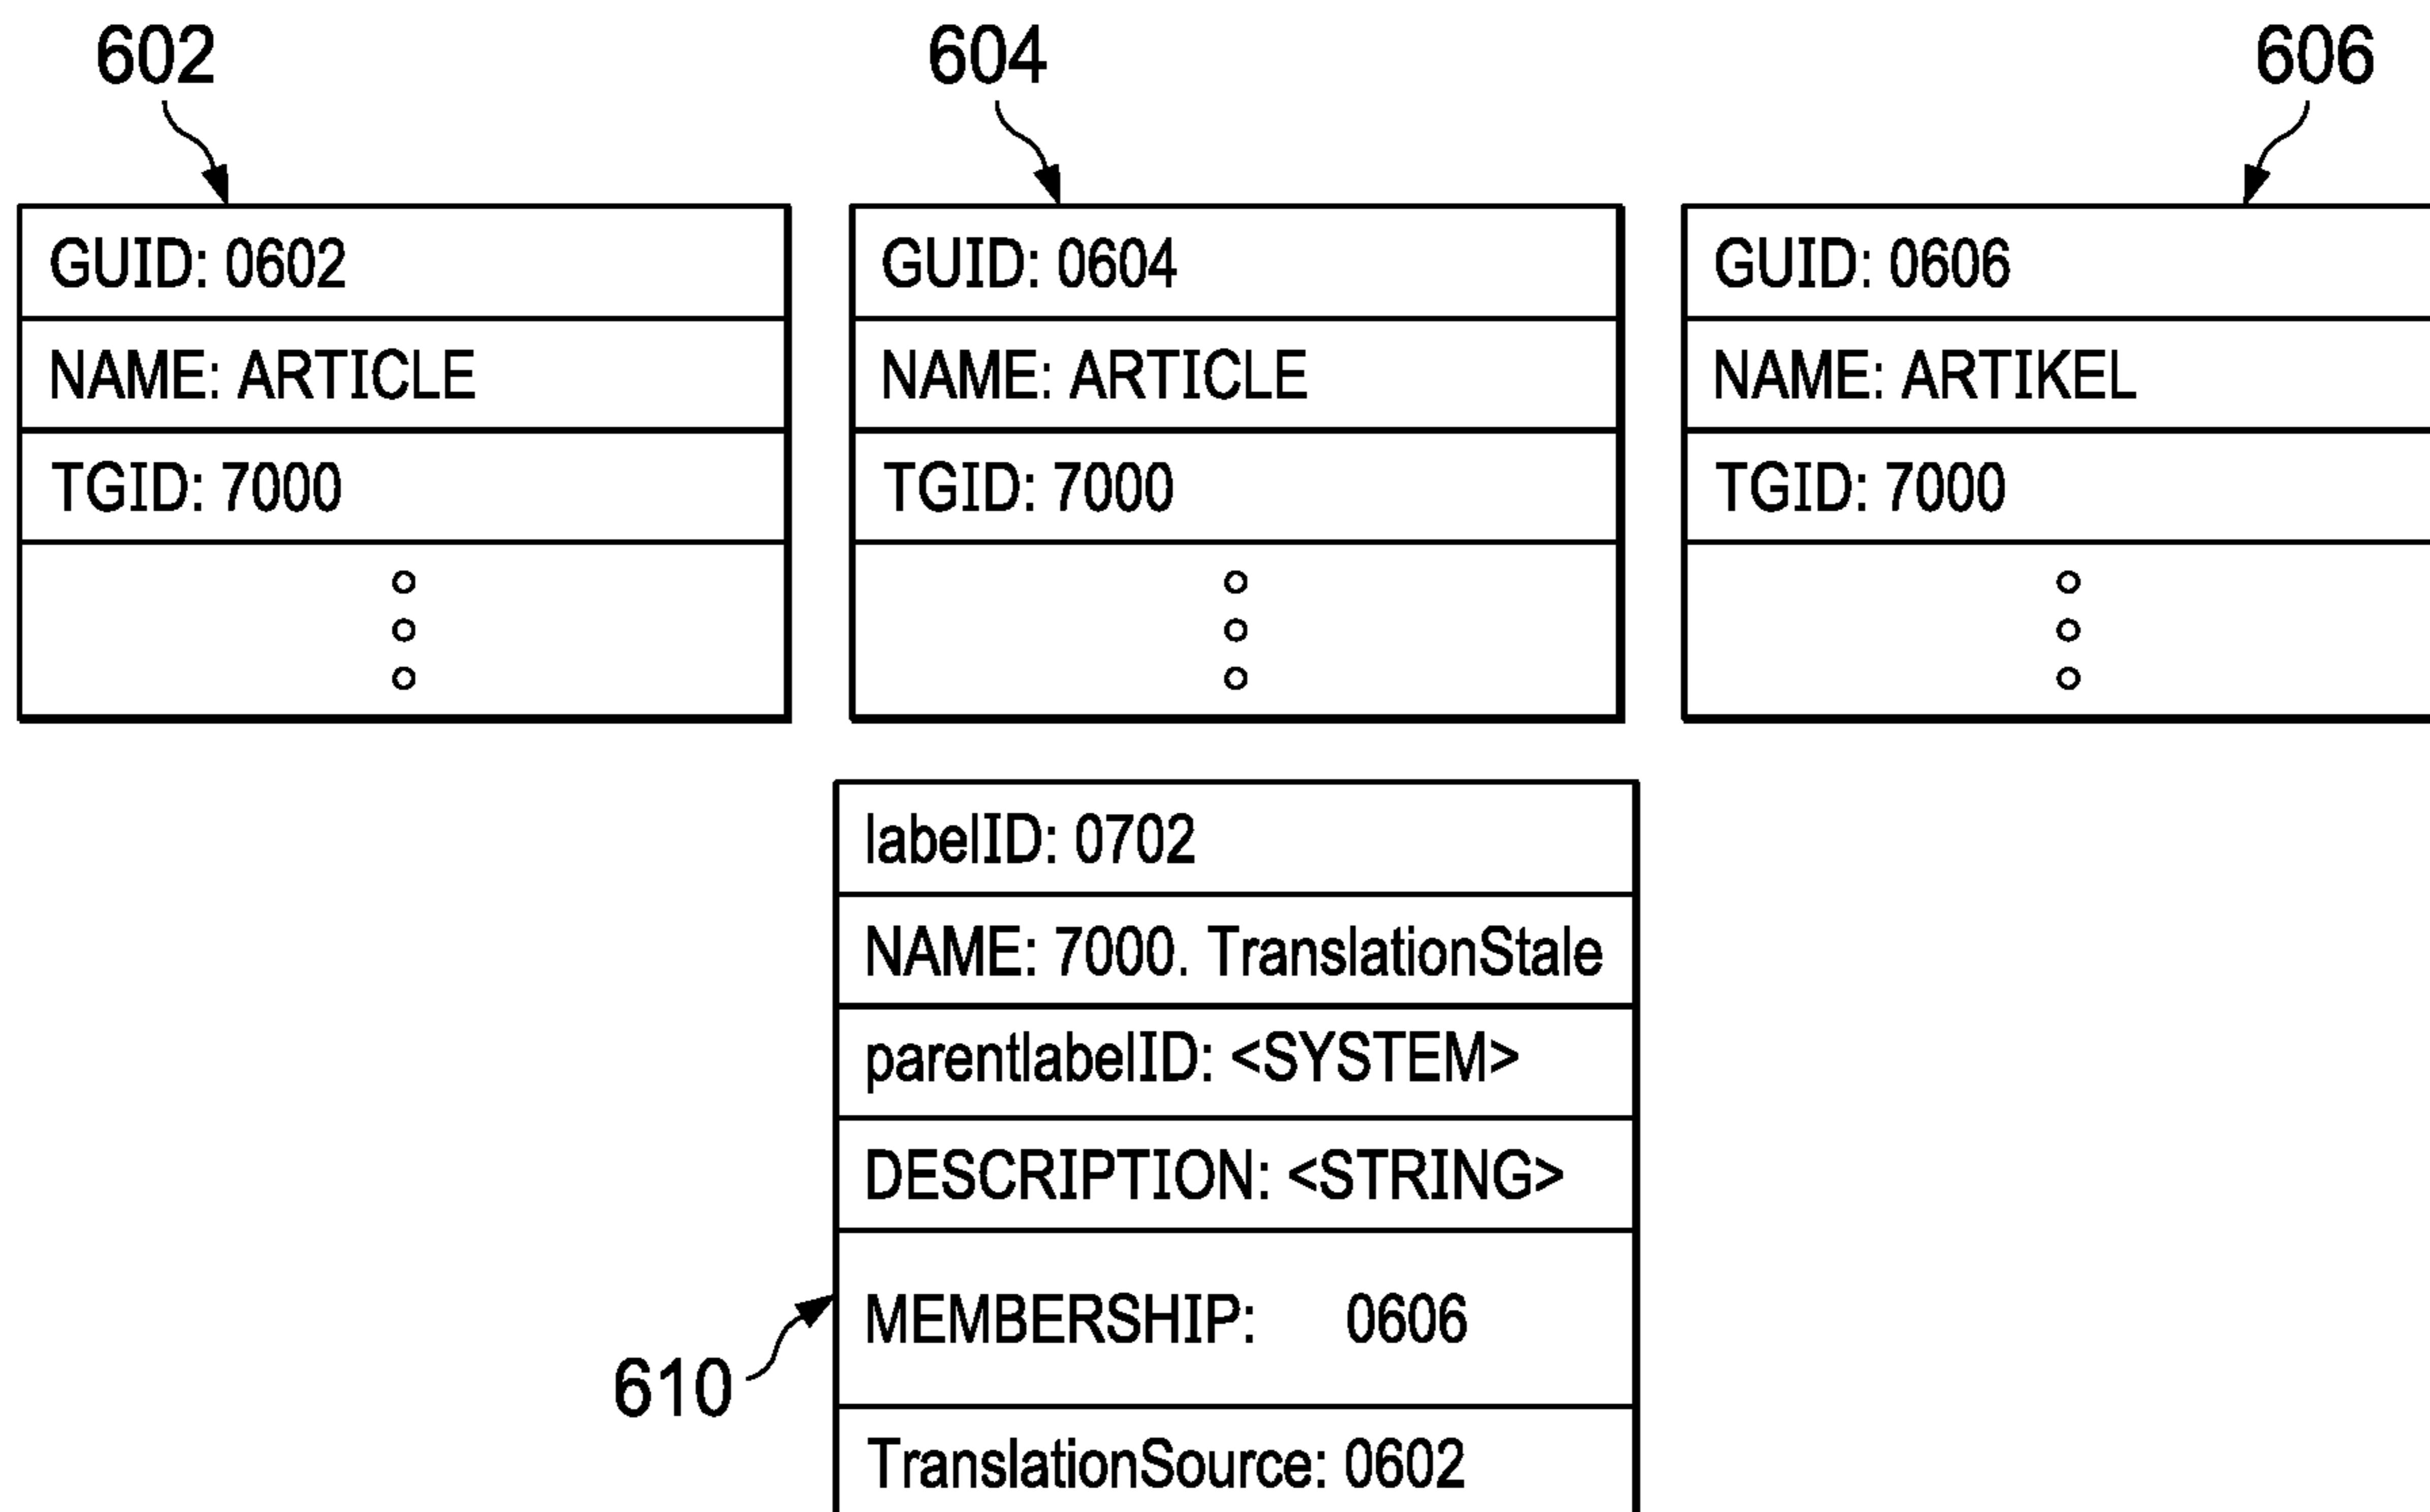 602
604
606
GUID: 0602
NAME: ARTICLE
TGID: 7000
GUID: 0604
NAME: ARTICLE
TGID: 7000
GUID: 0606
NAME: ARTIKEL
TGID: 7000
labelID: 0702
NAME: 7000. TranslationStale
parentlabelID: <SYSTEM>
DESCRIPTION: <STRING>
MEMBERSHIP: 0606
610
TranslationSource: 0602